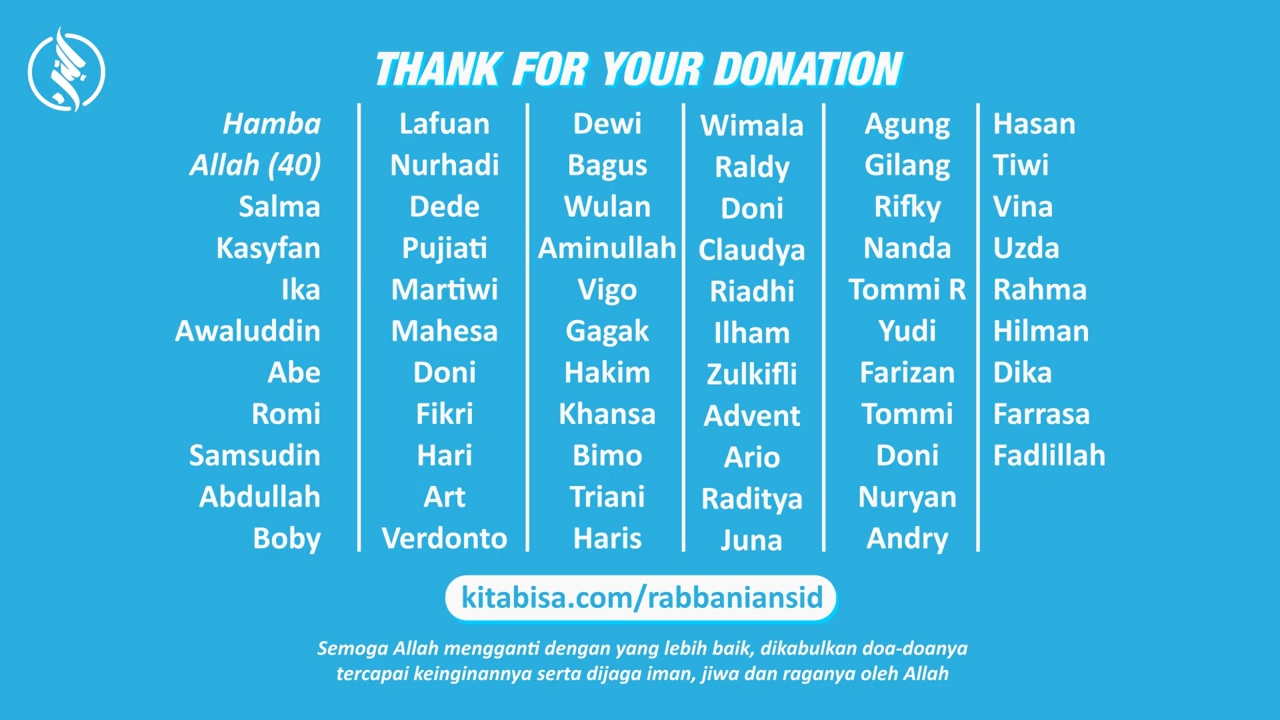 THANK FOR YOUR DONATION
Hamba
Allah (40)
Salma
Kasyfan
Ika
Awaluddin
Abe
Romi
Samsudin
Abdullah
Boby
Lafuan
Nurhadi
Dede
Pujiati
Martiwi
Mahesa
Doni
Fikri
Hari
Art
Verdonto
Dewi
Bagus
Wulan
Aminullah
Vigo
Gagak
Hakim
Khansa
Bimo
Triani
Haris
Wimala
Raldy
Doni
Claudya
Riadhi
Ilham
Zulkifli
Advent
Ario
Raditya
Juna
Agung
Gilang
Rifky
Nanda
Tommi R
Yudi
Farizan
Tommi
Doni
Nuryan
Andry
Hasan
Tiwi
Vina
Uzda
Rahma
Hilman
Dika
Farrasa
Fadlillah
kitabisa.com/rabbaniansid
Semoga Allah mengganti dengan yang lebih baik, dikabulkan doa-doanya
tercapai keinginannya serta dijaga iman, jiwa dan raganya oleh Allah